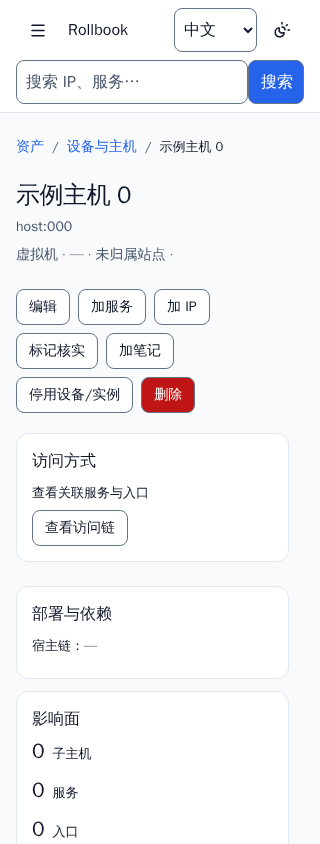 Rollbook 中文
搜索 IP、服务… 搜索
资产 / 设备与主机 / 示例主机 0
示例主机 0
host:000
虚拟机 · — · 未归属站点 ·
编辑 加服务 加 IP
标记核实 加笔记
停用设备/实例 删除
访问方式
查看关联服务与入口
查看访问链
部署与依赖
宿主链：—
影响面
0 子主机
0 服务
0 入口